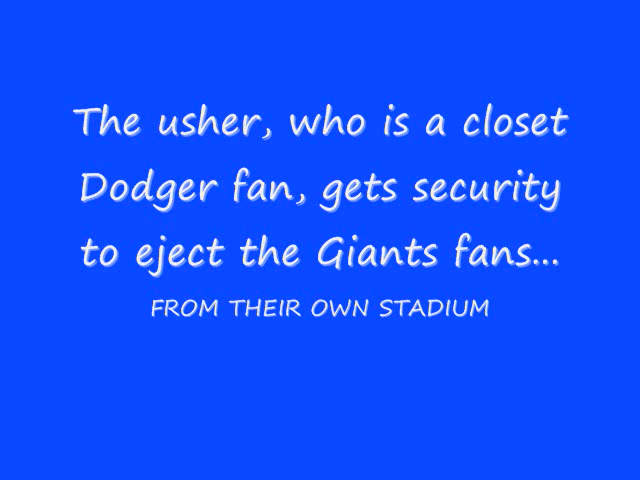 The usher, who is a closet
Dodger fan, gets security
to eject the Giants fans...
FROM THEIR OWN STADIUM